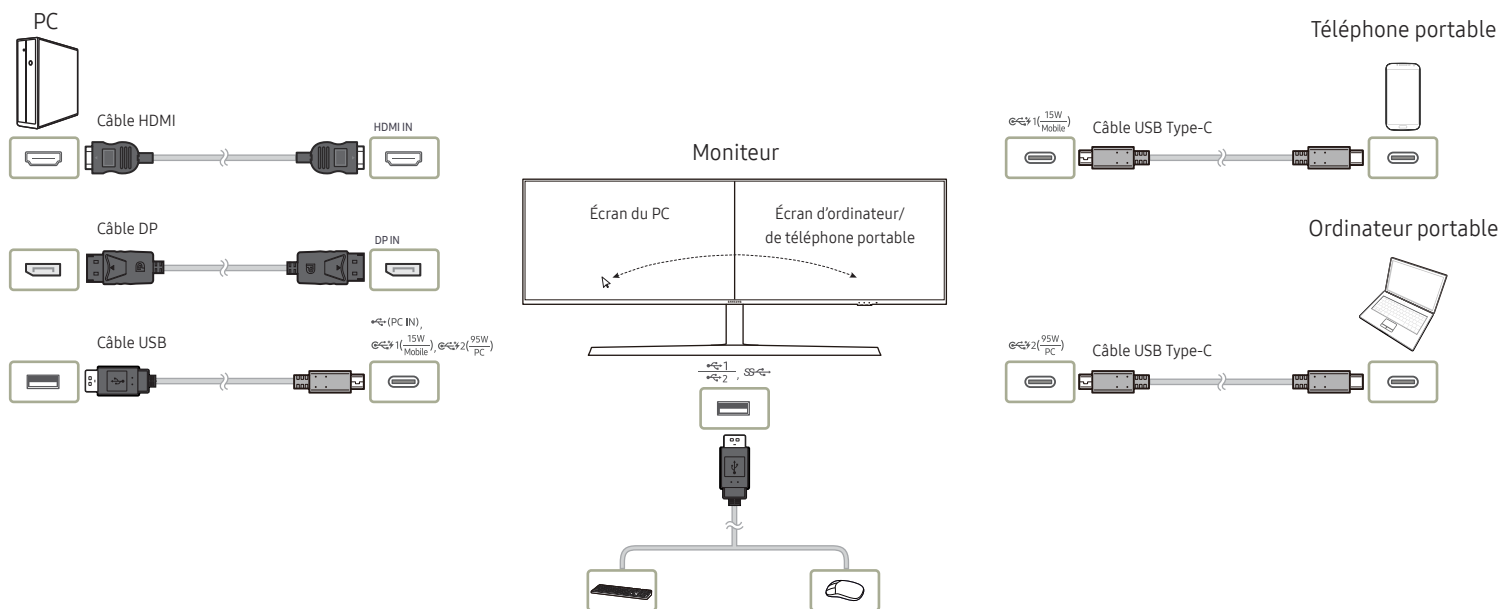 PC
Câble HDMI
HDMI IN
Câble DP
DP IN
Câble USB
(PC IN),
1(15W/Mobile), 2(95W/PC)
Moniteur
Écran du PC
Écran d'ordinateur/
de téléphone portable
SAMSUNG
1
2, SS
Téléphone portable
1(15W/Mobile)
Câble USB Type-C
Ordinateur portable
2(95W/PC)
Câble USB Type-C